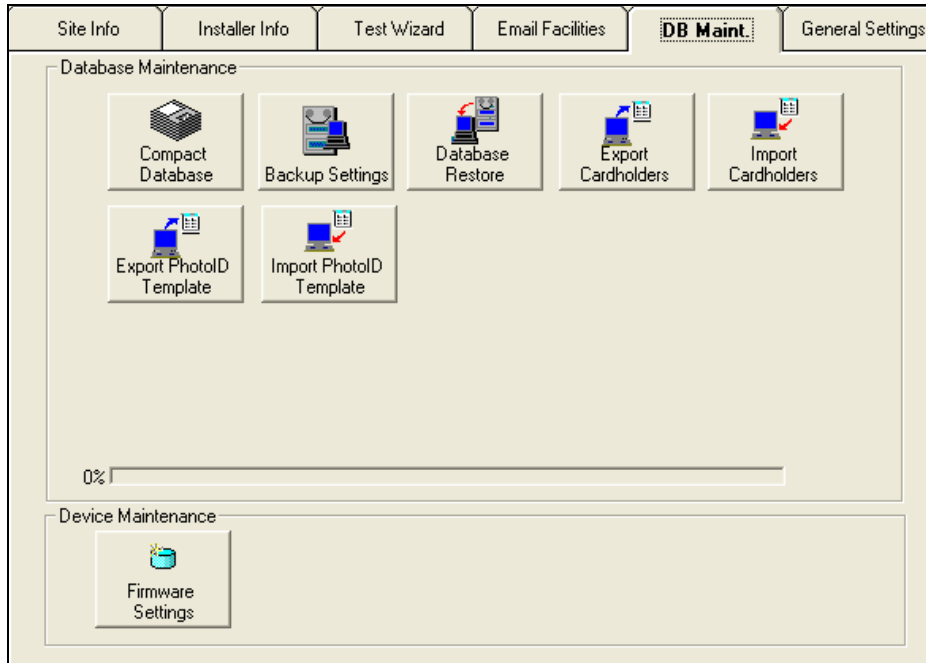 Site Info
Installer Info
Test Wizard
Email Facilities
DB Maint.
General Settings
Database Maintenance
Compact
Database
Backup Settings
Database
Restore
Export
Cardholders
Import
Cardholders
Export PhotoID
Template
Import PhotoID
Template
0%
Device Maintenance
Firmware
Settings